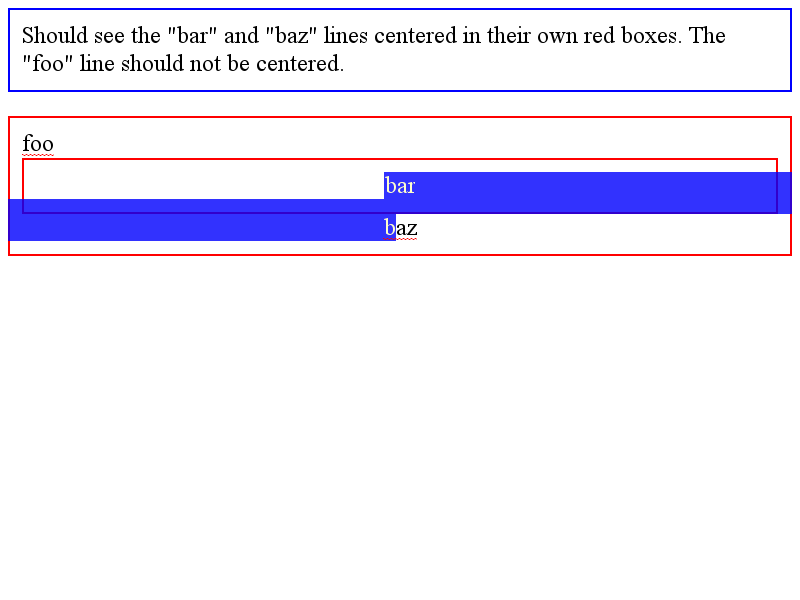 Should see the "bar" and "baz" lines centered in their own red boxes. The
"foo" line should not be centered.
foo
bar
baz